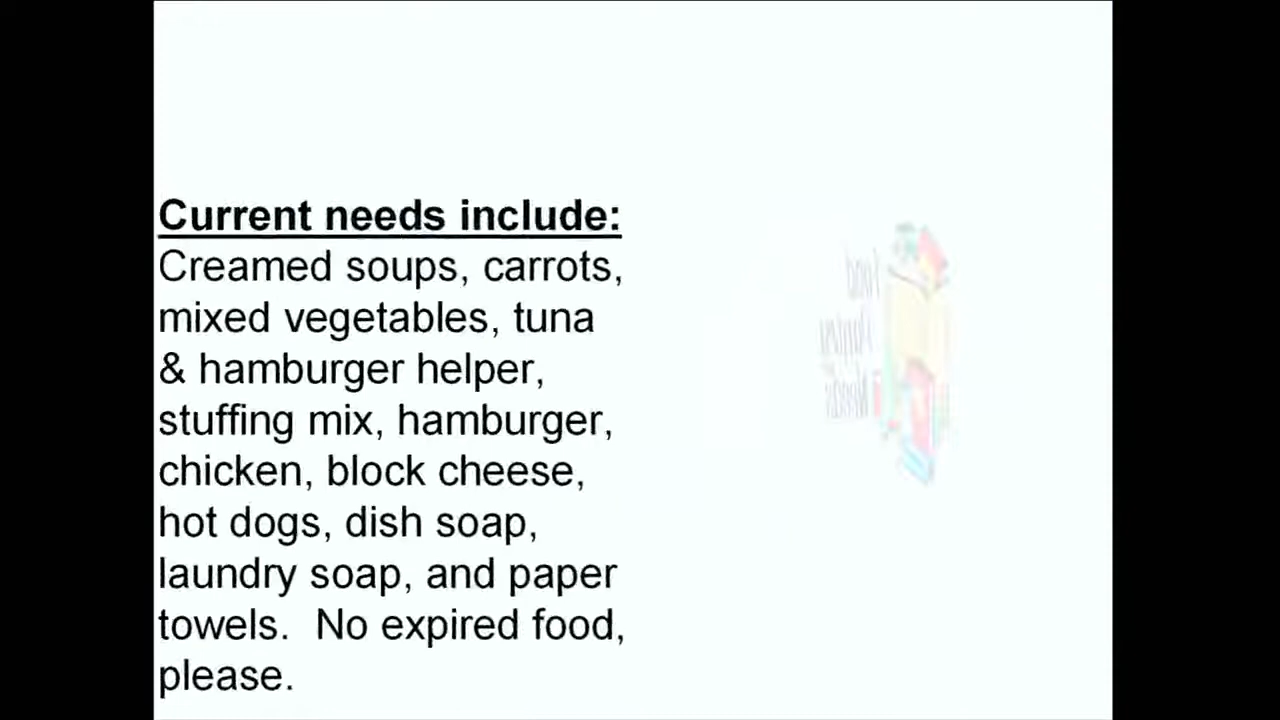 Current needs include:
Creamed soups, carrots,
mixed vegetables, tuna
& hamburger helper,
stuffing mix, hamburger,
chicken, block cheese,
hot dogs, dish soap,
laundry soap, and paper
towels.  No expired food,
please.